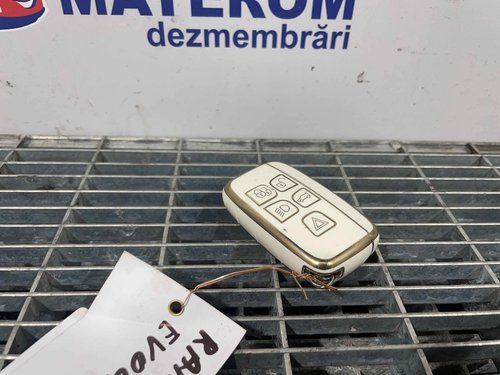 MATEROM
dezmembrări
RA
EVO